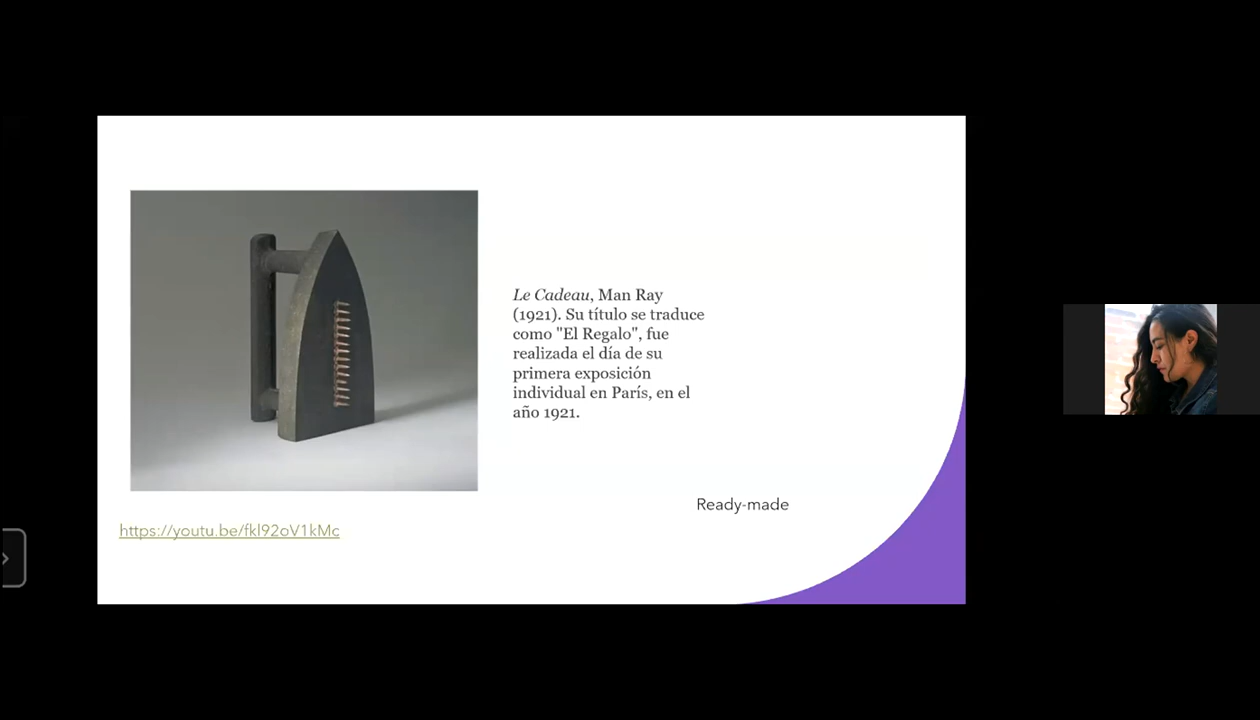 Le Cadeau, Man Ray
(1921). Su título se traduce
como "El Regalo", fue
realizada el día de su
primera exposición
individual en París, en el
año 1921.
Ready-made
https://youtu.be/fkl92oV1kMc